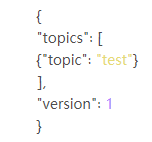 {
"topics": [
{"topic": "test"}
],
"version": 1
}